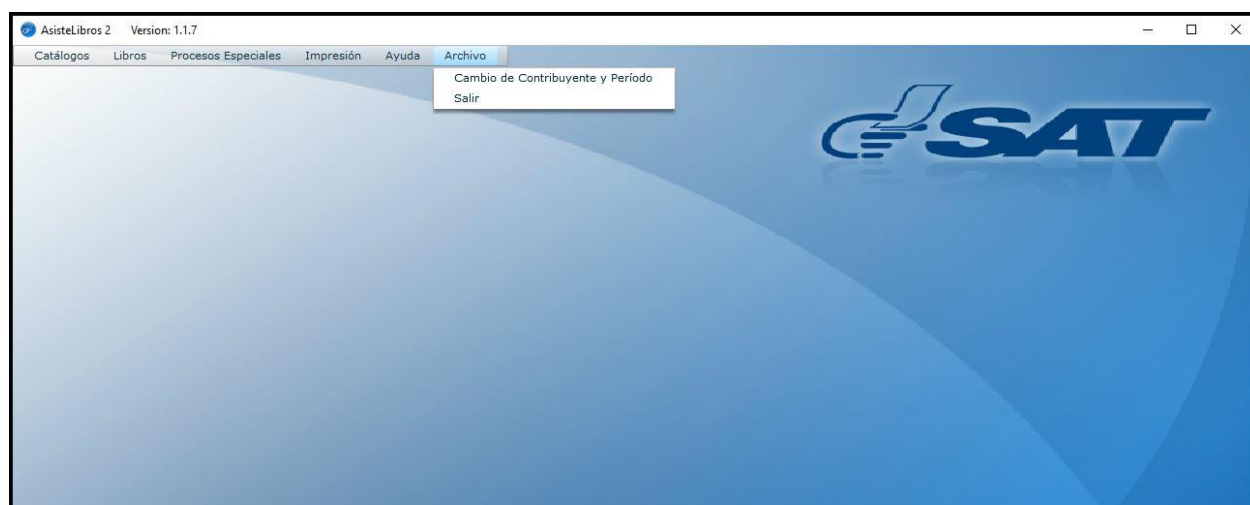 AsisteLibros 2 Version: 1.1.7
Catálogos Libros Procesos Especiales Impresión Ayuda Archivo
Cambio de Contribuyente y Período
Salir
SAT